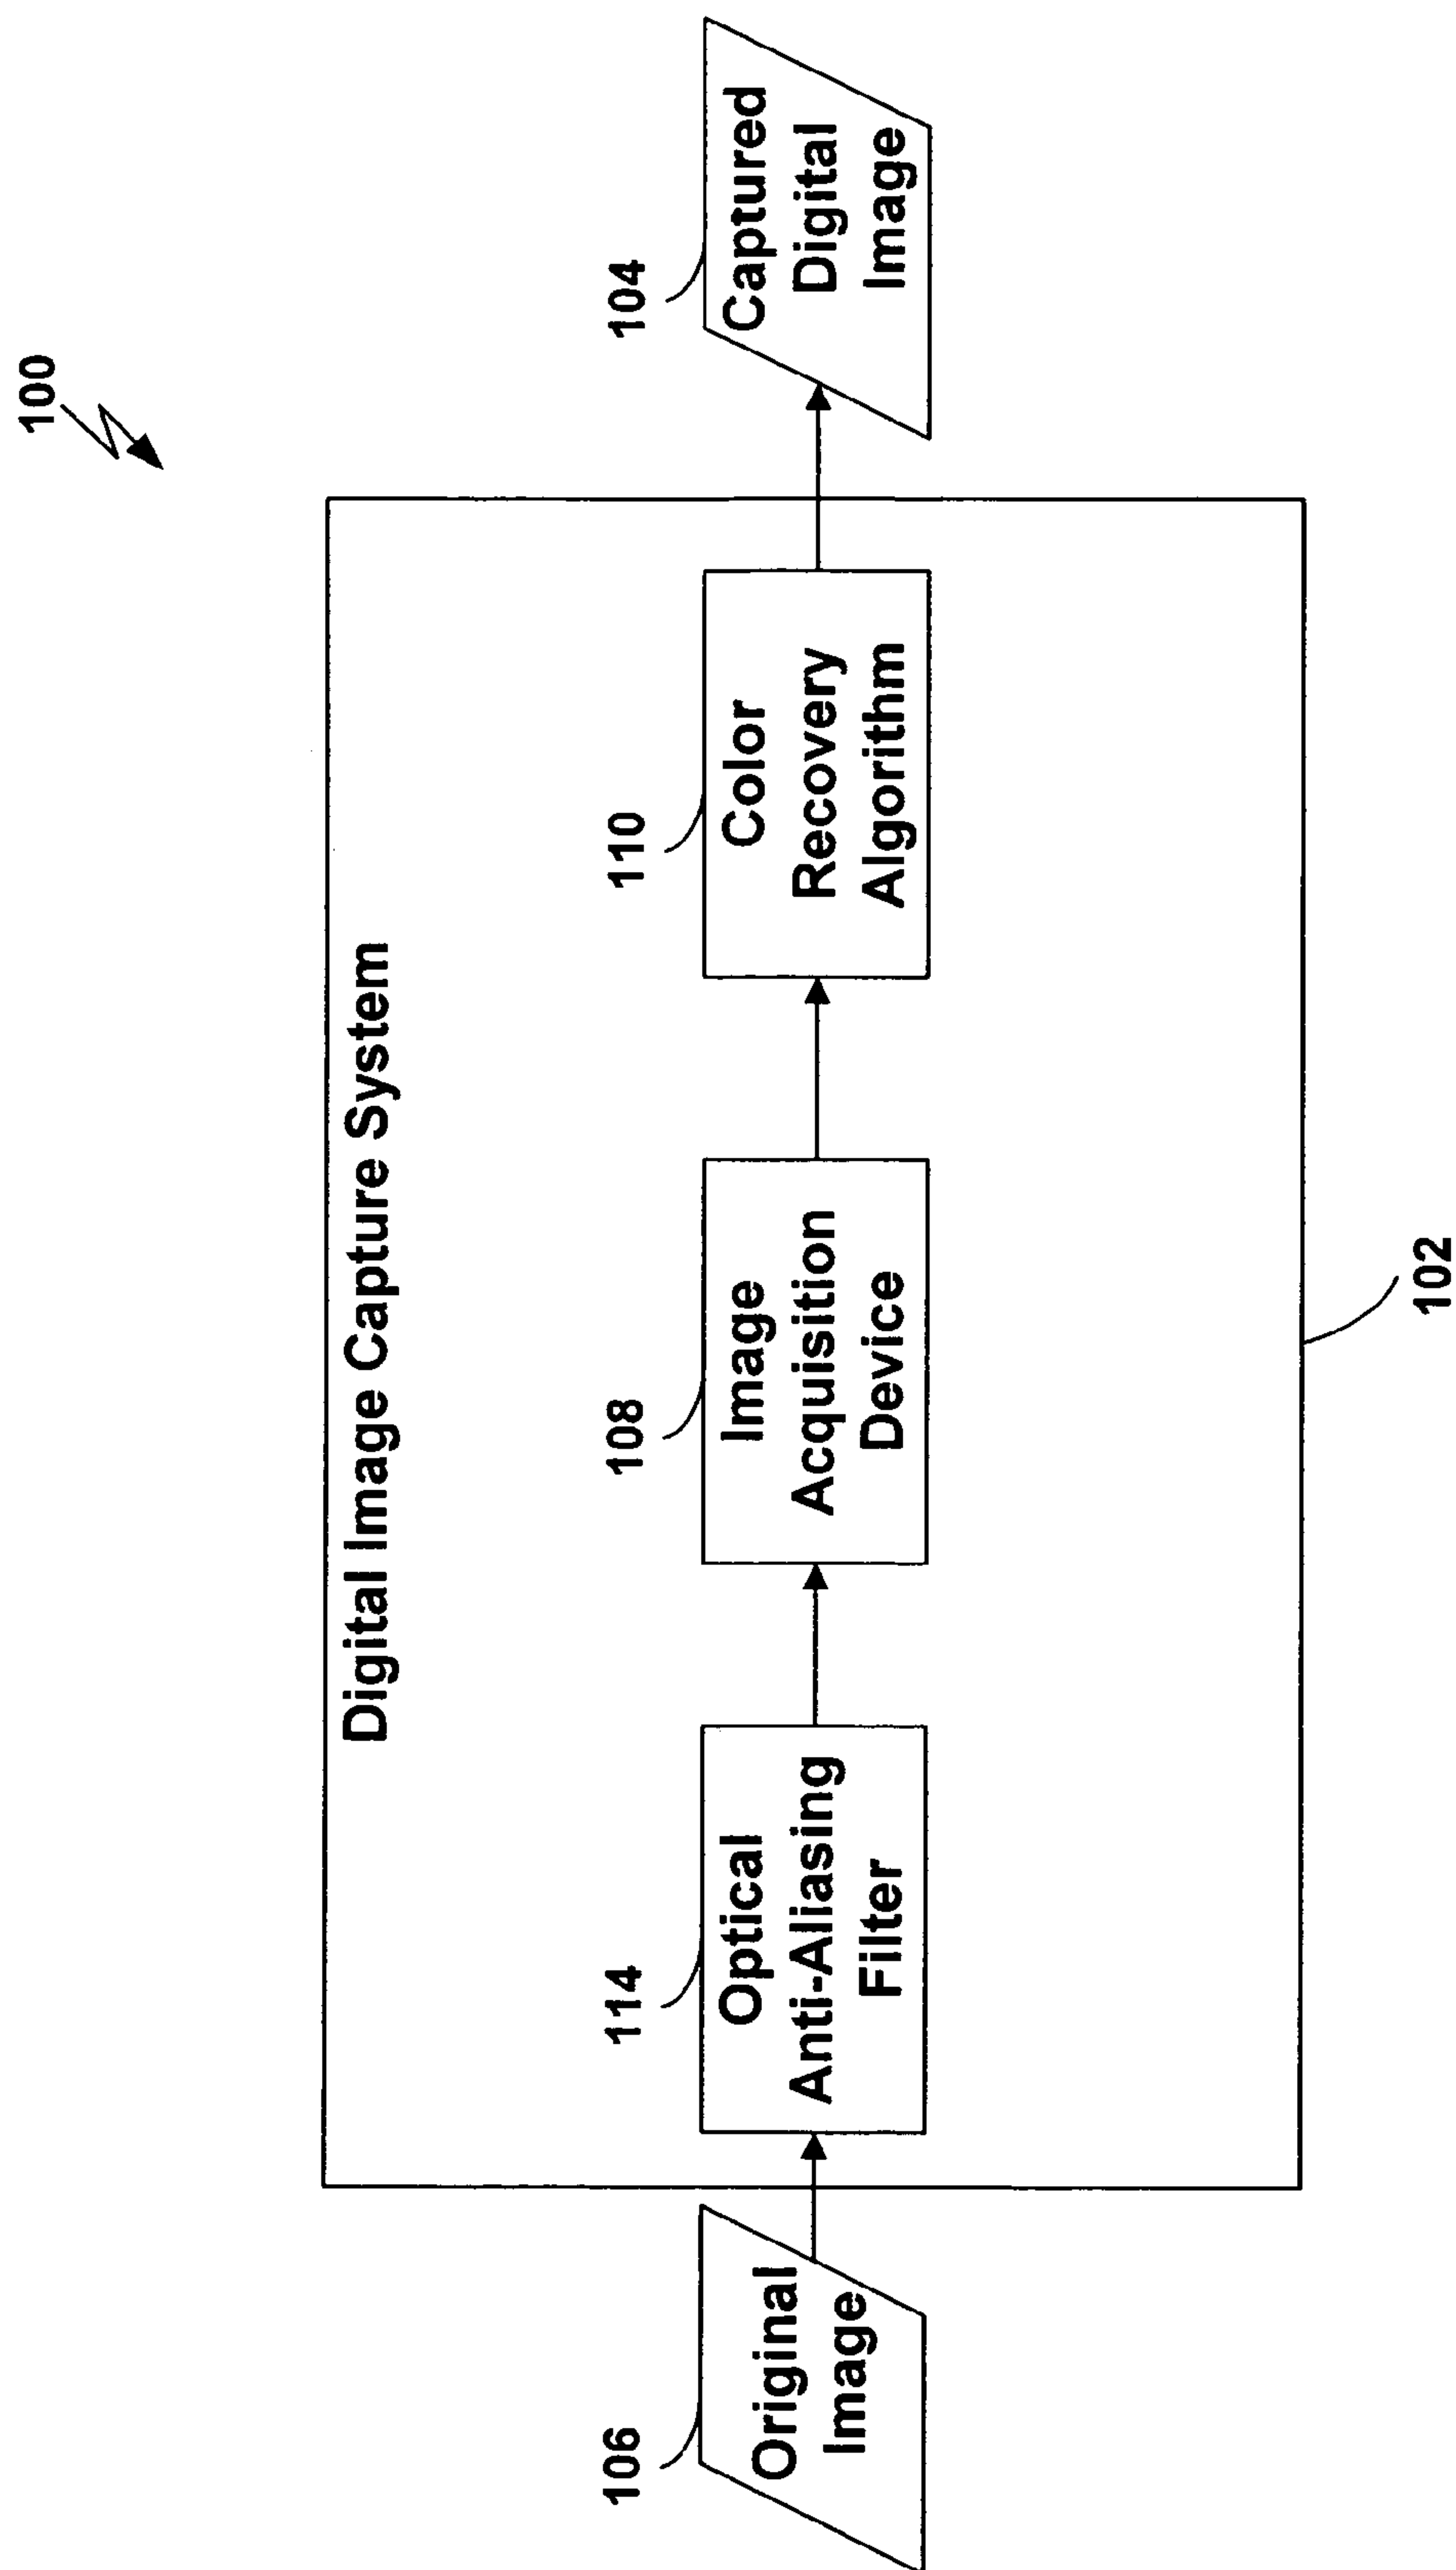 100
Digital Image Capture System
106
Original
Image
114
Optical
Anti-Aliasing
Filter
108
Image
Acquisition
Device
110
Color
Recovery
Algorithm
104
Captured
Digital
Image
102